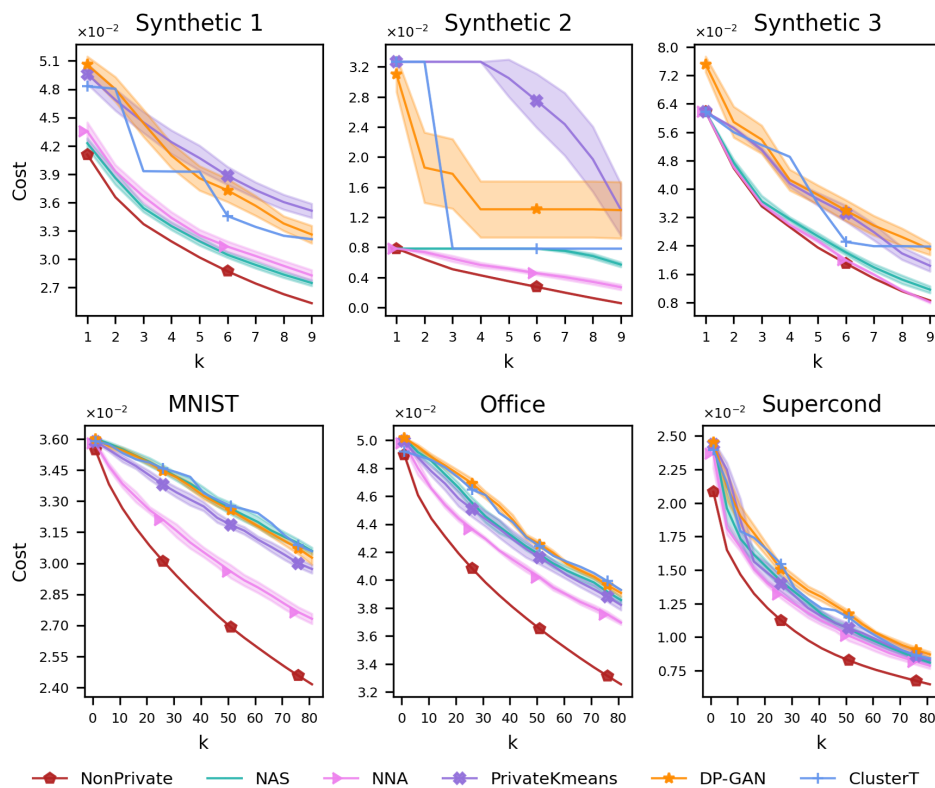 Synthetic 1
×10⁻²
5.1
4.8
4.5
4.2
3.9
3.6
3.3
3.0
2.7
Cost
1 2 3 4 5 6 7 8 9
k
Synthetic 2
×10⁻²
3.2
2.8
2.4
2.0
1.6
1.2
0.8
0.4
0.0
1 2 3 4 5 6 7 8 9
k
Synthetic 3
×10⁻²
8.0
7.2
6.4
5.6
4.8
4.0
3.2
2.4
1.6
0.8
1 2 3 4 5 6 7 8 9
k
MNIST
×10⁻²
3.60
3.45
3.30
3.15
3.00
2.85
2.70
2.55
2.40
Cost
0 10 20 30 40 50 60 70 80
k
Office
×10⁻²
5.0
4.8
4.6
4.4
4.2
4.0
3.8
3.6
3.4
3.2
0 10 20 30 40 50 60 70 80
k
Supercond
×10⁻²
2.50
2.25
2.00
1.75
1.50
1.25
1.00
0.75
0 10 20 30 40 50 60 70 80
k
NonPrivate NAS NNA PrivateKmeans DP-GAN ClusterT